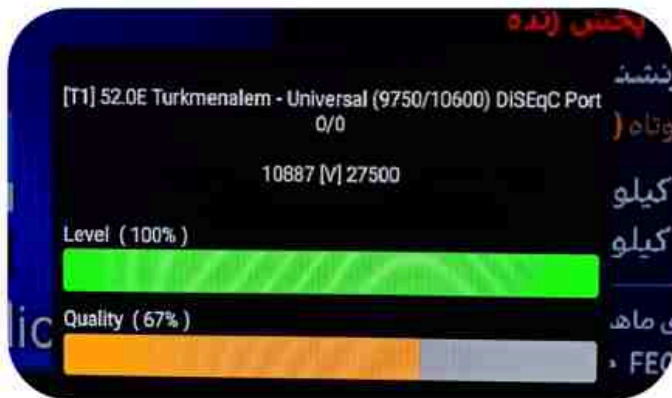 پخش زنده
[T1] 52.0E Turkmenalem - Universal (9750/10600) DiSEqC Port
0/0
10887 [V] 27500
Level ( 100% )
کیلو
کیلو
Quality ( 67% )
FEC